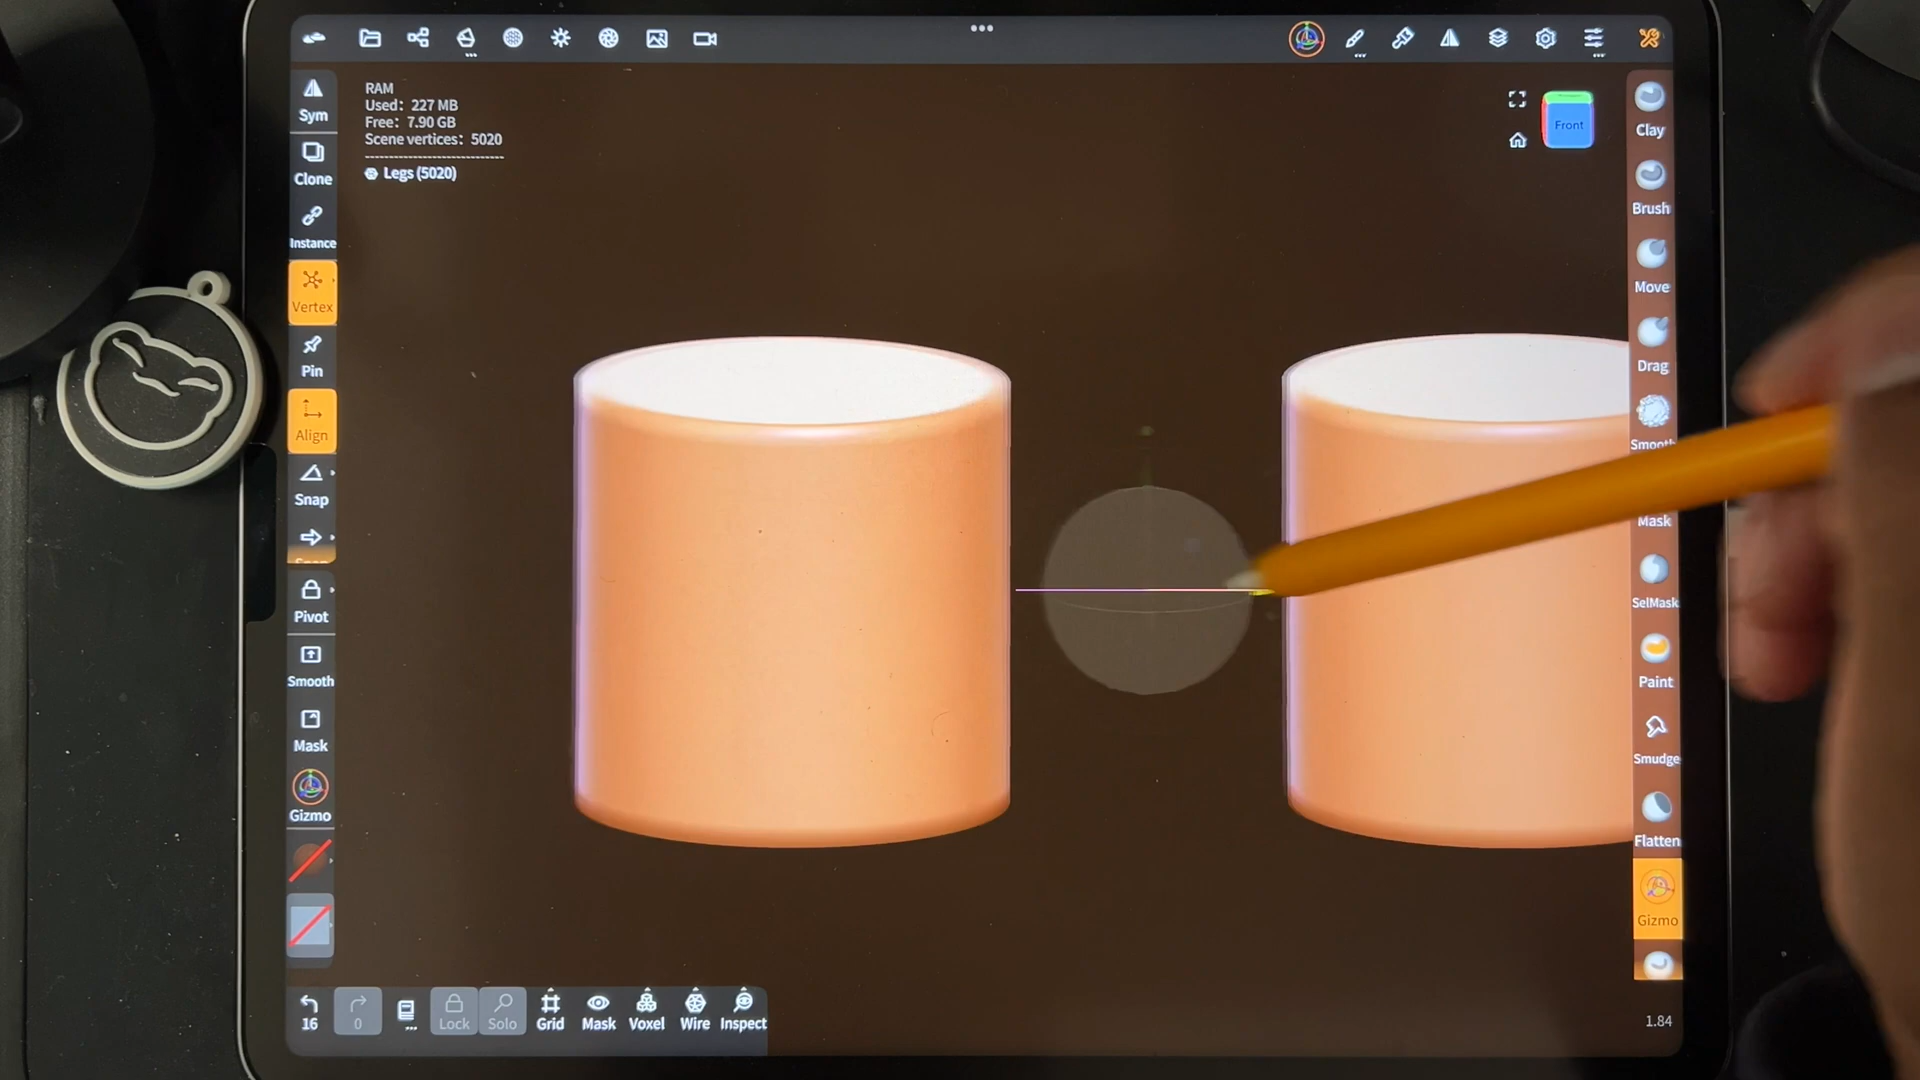 RAM
Used: 227 MB
Free: 7.90 GB
Scene vertices: 5020
Legs (5020)
Sym
Clone
Instance
Vertex
Pin
Align
Snap
Pivot
Smooth
Mask
Gizmo
Front
Clay
Brush
Move
Drag
Smooth
Mask
SelMask
Paint
Smudge
Flatten
Gizmo
16
0
Lock
Solo
Grid
Mask
Voxel
Wire
Inspect
1.84